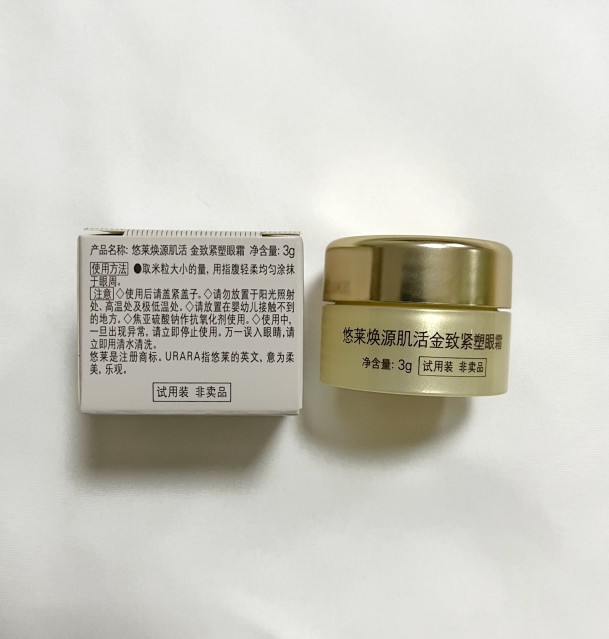 产品名称: 悠莱焕源肌活 金致紧塑眼霜 净含量: 3g
使用方法 ●取米粒大小的量, 用指腹轻柔均匀涂抹
于眼周。
注意 ◇使用后请盖紧盖子。◇请勿放置于阳光照射
处、高温处及极低温处。◇请放置在婴幼儿接触不到
的地方。◇焦亚硫酸钠作抗氧化剂使用。◇使用中,
一旦出现异常, 请立即停止使用。万一误入眼睛, 请
立即用清水清洗。
悠莱是注册商标。URARA指悠莱的英文, 意为柔
美, 乐观。
试用装 非卖品
悠莱焕源肌活金致紧塑眼霜
净含量: 3g 试用装 非卖品